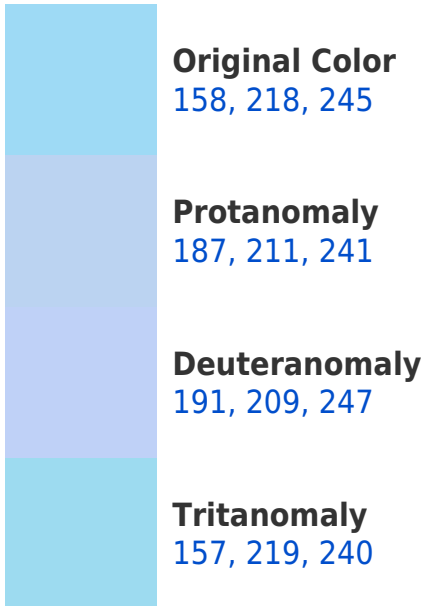 Original Color
158, 218, 245
Protanomaly
187, 211, 241
Deuteranomaly
191, 209, 247
Tritanomaly
157, 219, 240